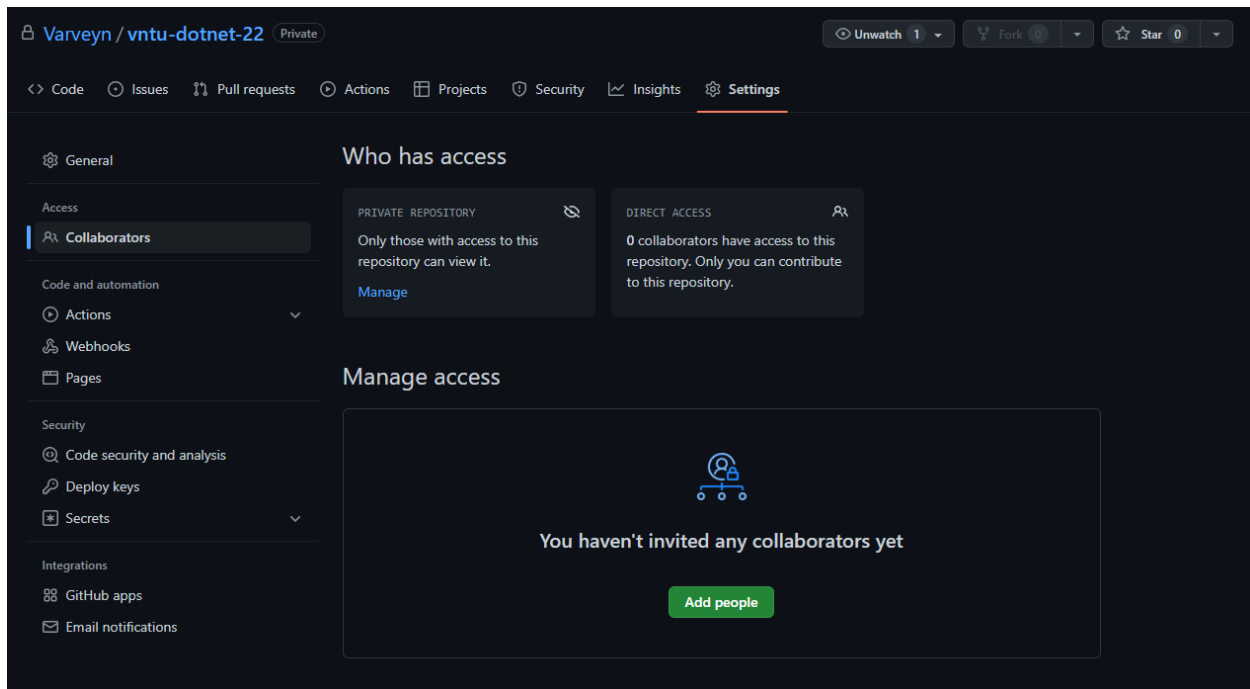 Varveyn / vntu-dotnet-22 Private
Unwatch 1
Fork 0
Star 0
Code
Issues
Pull requests
Actions
Projects
Security
Insights
Settings
General
Access
Collaborators
Code and automation
Actions
Webhooks
Pages
Security
Code security and analysis
Deploy keys
Secrets
Integrations
GitHub apps
Email notifications
Who has access
PRIVATE REPOSITORY
Only those with access to this
repository can view it.
Manage
DIRECT ACCESS
0 collaborators have access to this
repository. Only you can contribute
to this repository.
Manage access
You haven't invited any collaborators yet
Add people